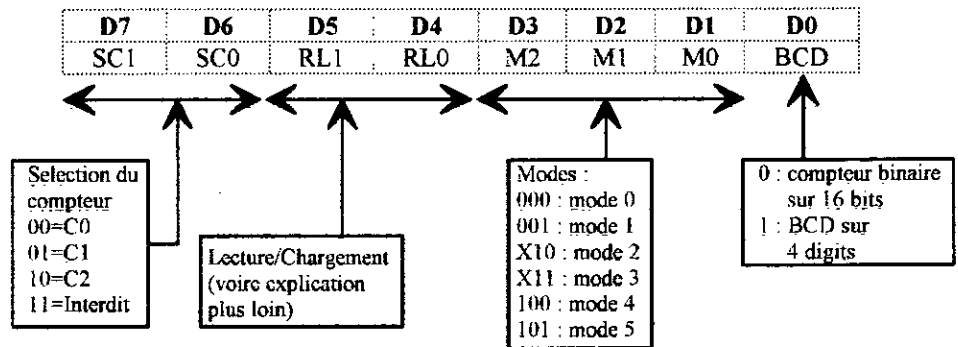 D7 D6 D5 D4 D3 D2 D1 D0
SC1 SC0 RL1 RL0 M2 M1 M0 BCD
Selection du
compteur
00=C0
01=C1
10=C2
11=Interdit
Lecture/Chargement
(voire explication
plus loin)
Modes :
000 : mode 0
001 : mode 1
X10 : mode 2
X11 : mode 3
100 : mode 4
101 : mode 5
0 : compteur binaire
sur 16 bits
1 : BCD sur
4 digits